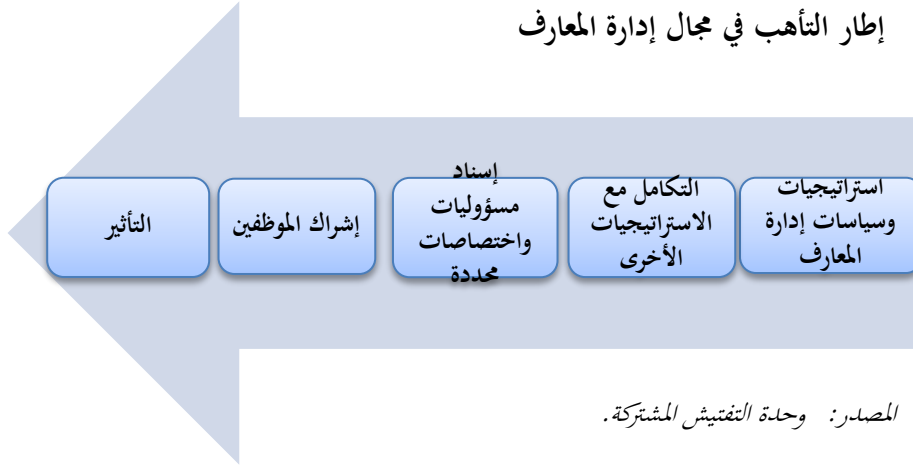 إطار التأهب في مجال إدارة المعارف
استراتيجيات
وسياسات إدارة
المعارف
التكامل مع
الاستراتيجيات
الأخرى
إسناد
مسؤوليات
واختصاصات
محددة
إشراك الموظفين
التأثير
المصدر: وحدة التفتيش المشتركة.